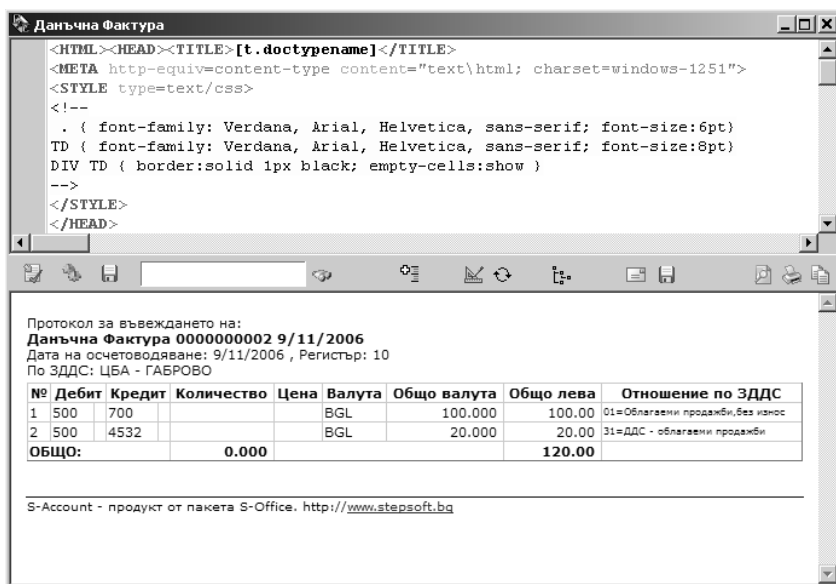 Данъчна Фактура
<HTML><HEAD><TITLE>[t.doctypename]</TITLE>
<META http-equiv=content-type content="text\html; charset=windows-1251">
<STYLE type=text/css>
<!--
. { font-family: Verdana, Arial, Helvetica, sans-serif; font-size:6pt}
TD { font-family: Verdana, Arial, Helvetica, sans-serif; font-size:8pt}
DIV TD { border:solid 1px black; empty-cells:show }
-->
</STYLE>
</HEAD>
Протокол за въвеждането на:
Данъчна Фактура 0000000002 9/11/2006
Дата на осчетоводяване: 9/11/2006 , Регистър: 10
По ЗДДС: ЦБА - ГАБРОВО
№ Дебит Кредит Количество Цена Валута Общо валута Общо лева Отношение по ЗДДС
1 500 700 BGL 100.000 100.00 01=Облагаеми продажби,без износ
2 500 4532 BGL 20.000 20.00 31=ДДС - облагаеми продажби
ОБЩО: 0.000 120.00
S-Account - продукт от пакета S-Office. http://www.stepsoft.bg